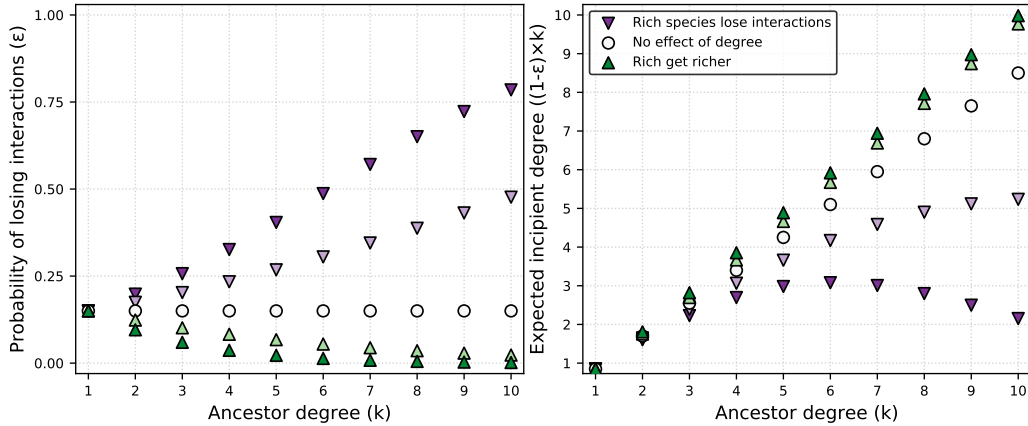 Probability of losing interactions (ε)
1.00
0.75
0.50
0.25
0.00
1 2 3 4 5 6 7 8 9 10
Ancestor degree (k)
Expected incipient degree ((1-ε)×k)
10
9
8
7
6
5
4
3
2
1
Rich species lose interactions
No effect of degree
Rich get richer
1 2 3 4 5 6 7 8 9 10
Ancestor degree (k)